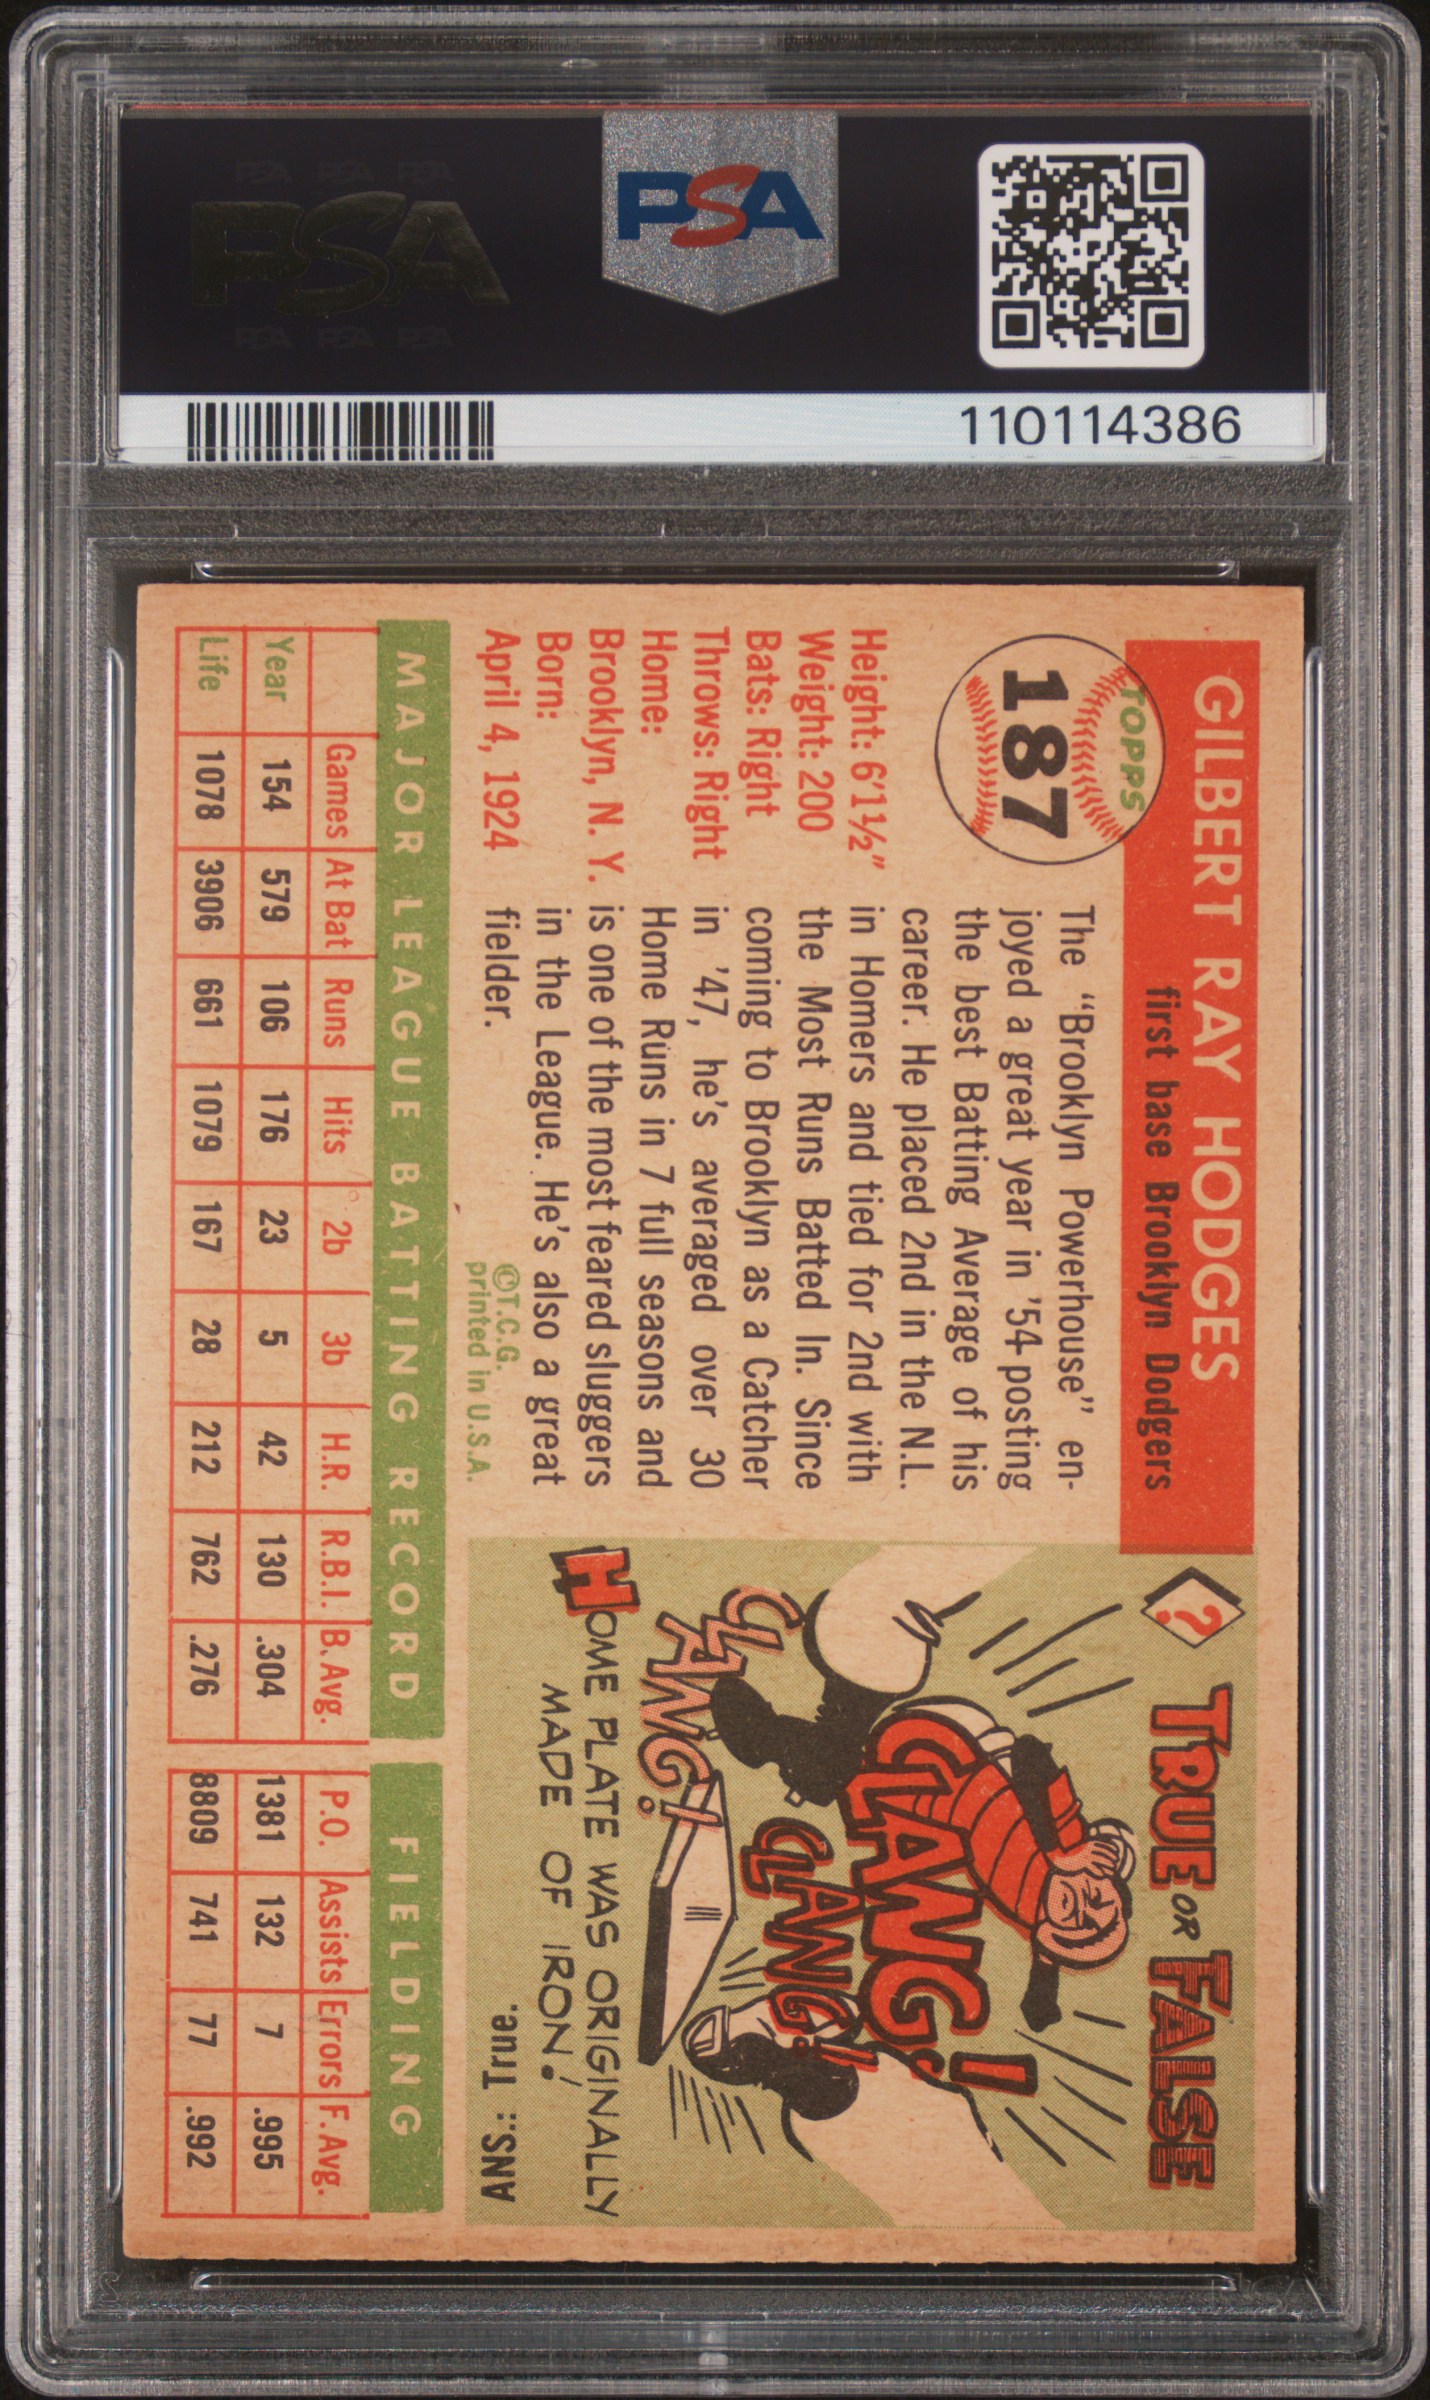 PSA PSA PSA
PSA
PSA PSA PSA
PSA
110114386
GILBERT RAY HODGES
first base Brooklyn Dodgers
TOPPS
187
Height: 6'1½"
Weight: 200
Bats: Right
Throws: Right
Home:
Brooklyn, N. Y.
Born:
April 4, 1924
The "Brooklyn Powerhouse" en-
joyed a great year in '54 posting
the best Batting Average of his
career. He placed 2nd in the N.L.
in Homers and tied for 2nd with
the Most Runs Batted In. Since
coming to Brooklyn as a Catcher
in '47, he's averaged over 30
Home Runs in 7 full seasons and
is one of the most feared sluggers
in the League. He's also a great
fielder.
©T.C.G.
printed in U.S.A.
?
TRUE OR FALSE
CLANG!
CLANG!
CLANG!
HOME PLATE WAS ORIGINALLY
MADE OF IRON!
ANS.: True.
MAJOR LEAGUE BATTING RECORD FIELDING
Games At Bat Runs Hits 2b 3b H.R. R.B.I. B. Avg. P.O. Assists Errors F. Avg.
Year 154 579 106 176 23 5 42 130 .304 1381 132 7 .995
Life 1078 3906 661 1079 167 28 212 762 .276 8809 741 77 .992